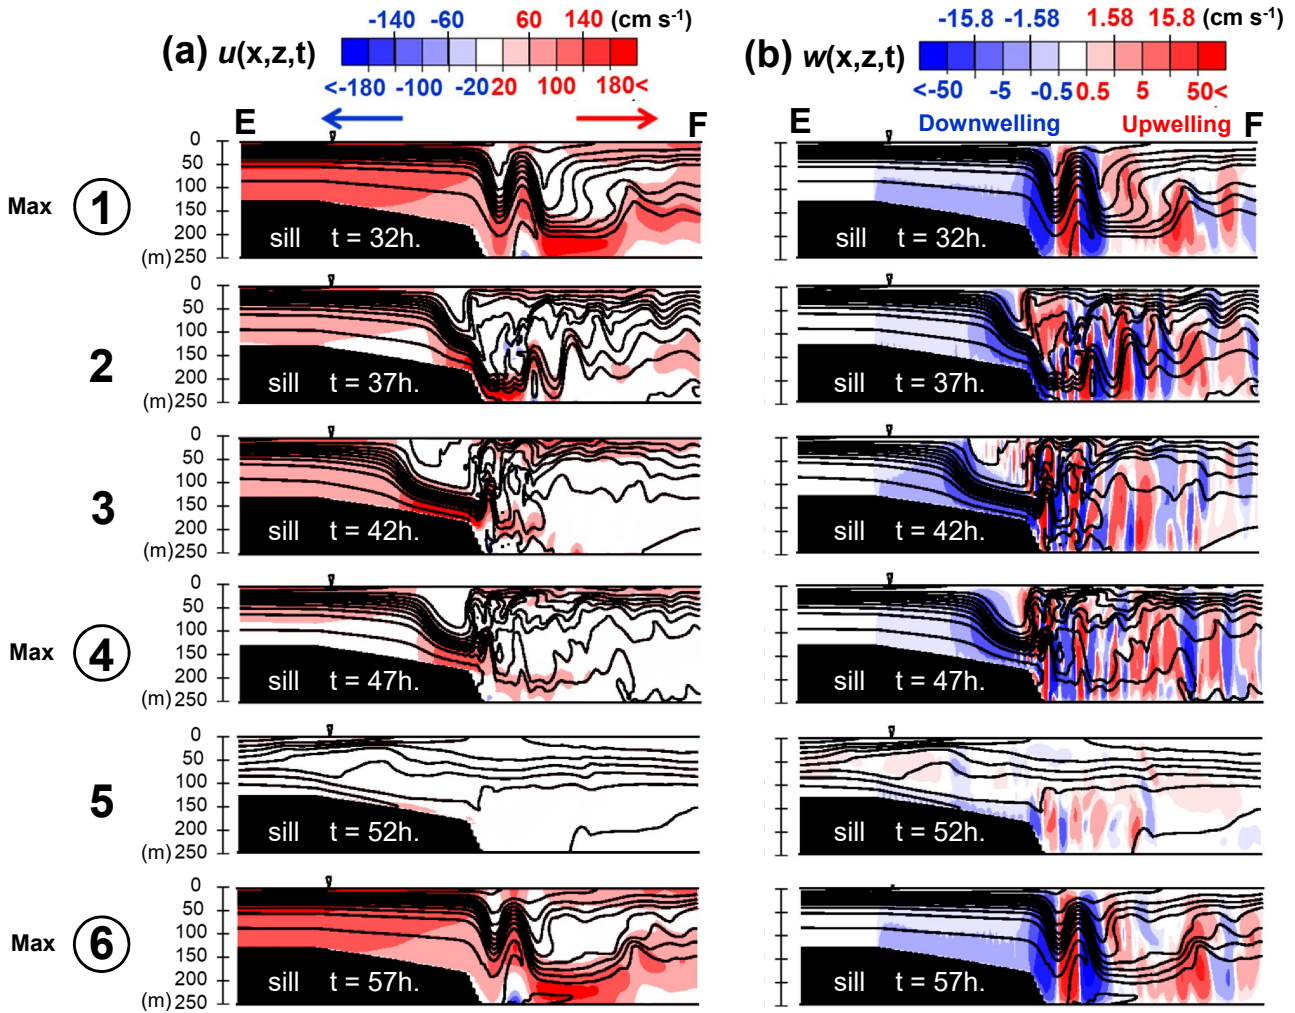 -140 -60 60 140 (cm s⁻¹) -15.8 -1.58 1.58 15.8 (cm s⁻¹)
(a) u(x,z,t) (b) w(x,z,t)
<-180 -100 -20 20 100 180< <-50 -5 -0.5 0.5 5 50<
E F E Downwelling Upwelling F
0
50
100
Max 1 150
200 sill t = 32h. sill t = 32h.
(m) 250
0
50
100
2 150
200 sill t = 37h. sill t = 37h.
(m) 250
0
50
100
3 150
200 sill t = 42h. sill t = 42h.
(m) 250
0
50
100
Max 4 150
200 sill t = 47h. sill t = 47h.
(m) 250
0
50
100
5 150
200 sill t = 52h. sill t = 52h.
(m) 250
0
50
100
Max 6 150
200 sill t = 57h. sill t = 57h.
(m) 250